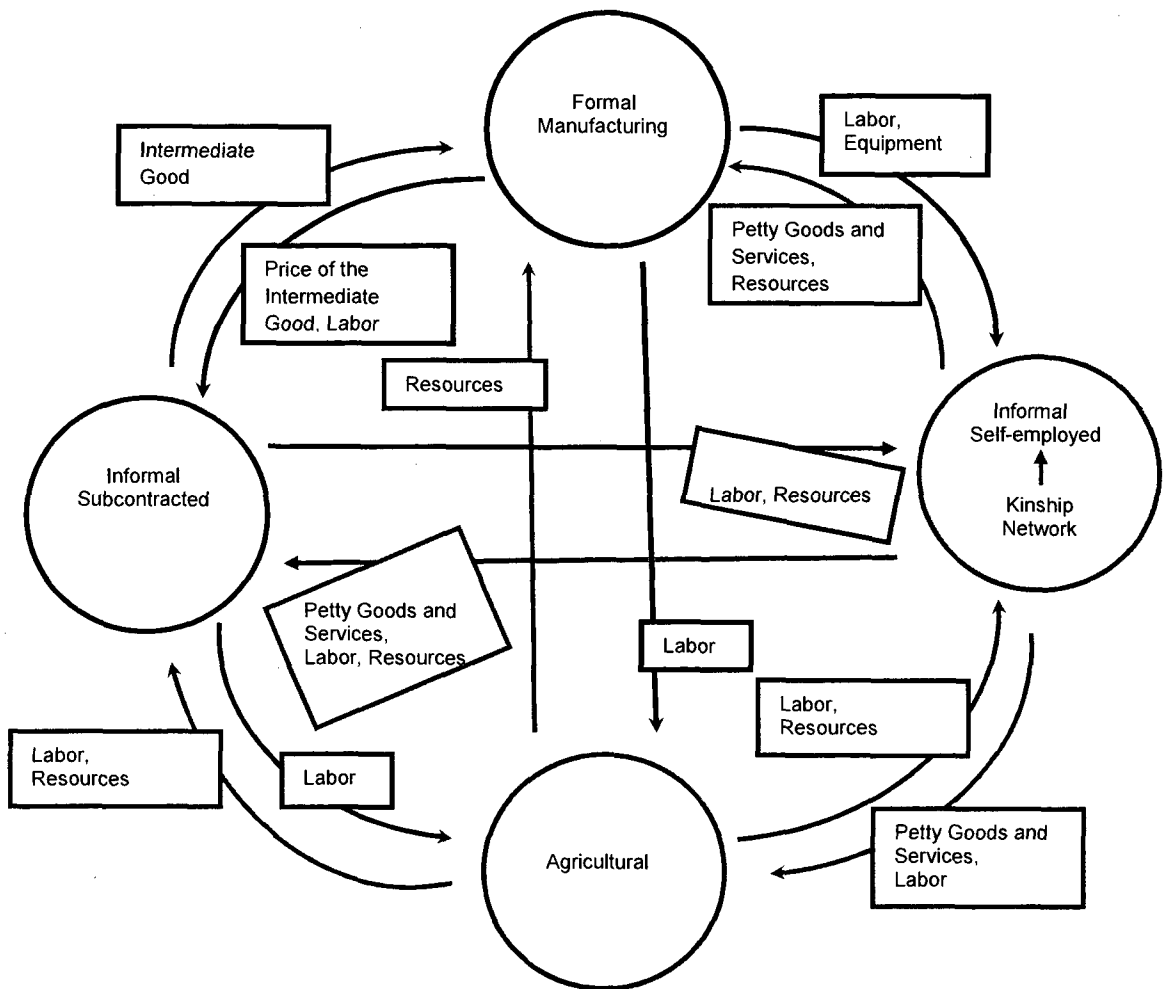 Formal
Manufacturing
Labor,
Equipment
Intermediate
Good
Petty Goods and
Services,
Resources
Price of the
Intermediate
Good, Labor
Resources
Informal
Self-employed
Kinship
Network
Informal
Subcontracted
Labor, Resources
Petty Goods and
Services,
Labor, Resources
Labor
Labor,
Resources
Labor,
Resources
Labor
Petty Goods and
Services,
Labor
Agricultural